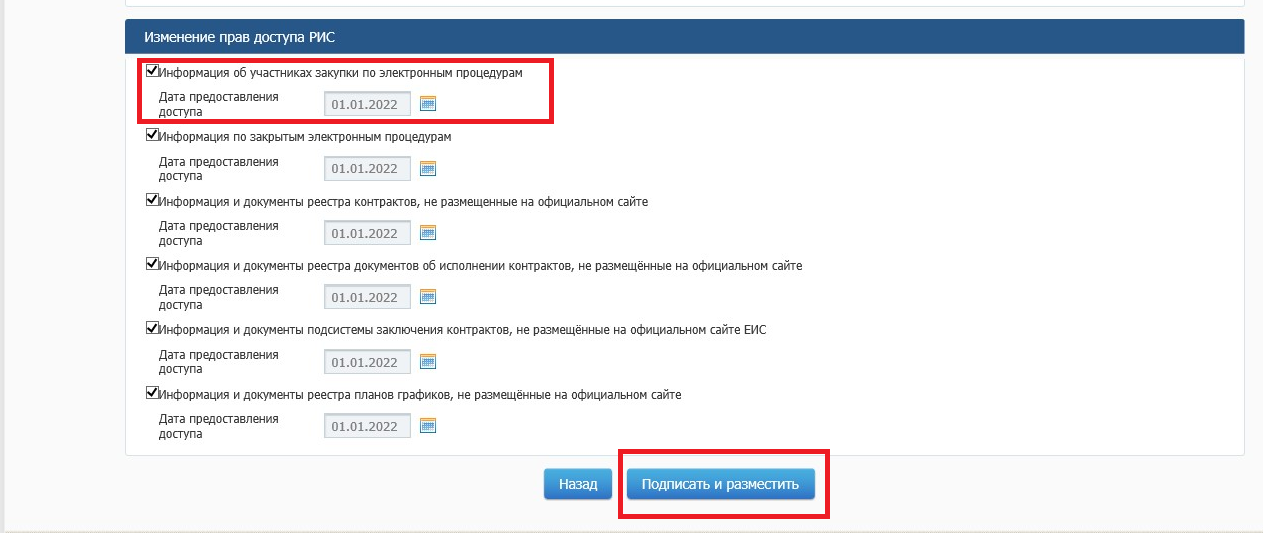 Изменение прав доступа РИС
Информация об участниках закупки по электронным процедурам
Дата предоставления
доступа
01.01.2022
Информация по закрытым электронным процедурам
Дата предоставления
доступа
01.01.2022
Информация и документы реестра контрактов, не размещенные на официальном сайте
Дата предоставления
доступа
01.01.2022
Информация и документы реестра документов об исполнении контрактов, не размещённые на официальном сайте
Дата предоставления
доступа
01.01.2022
Информация и документы подсистемы заключения контрактов, не размещённые на официальном сайте ЕИС
Дата предоставления
доступа
01.01.2022
Информация и документы реестра планов графиков, не размещённые на официальном сайте
Дата предоставления
доступа
01.01.2022
Назад
Подписать и разместить